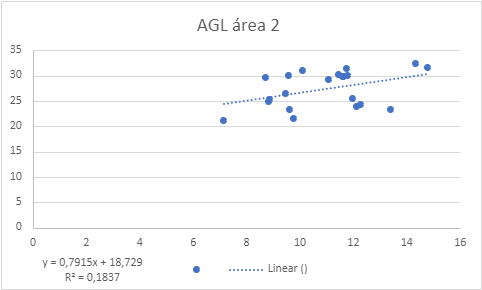 AGL área 2
35
30
25
20
15
10
5
0
0 2 4 6 8 10 12 14 16
y = 0,7915x + 18,729
R² = 0,1837
Linear ()